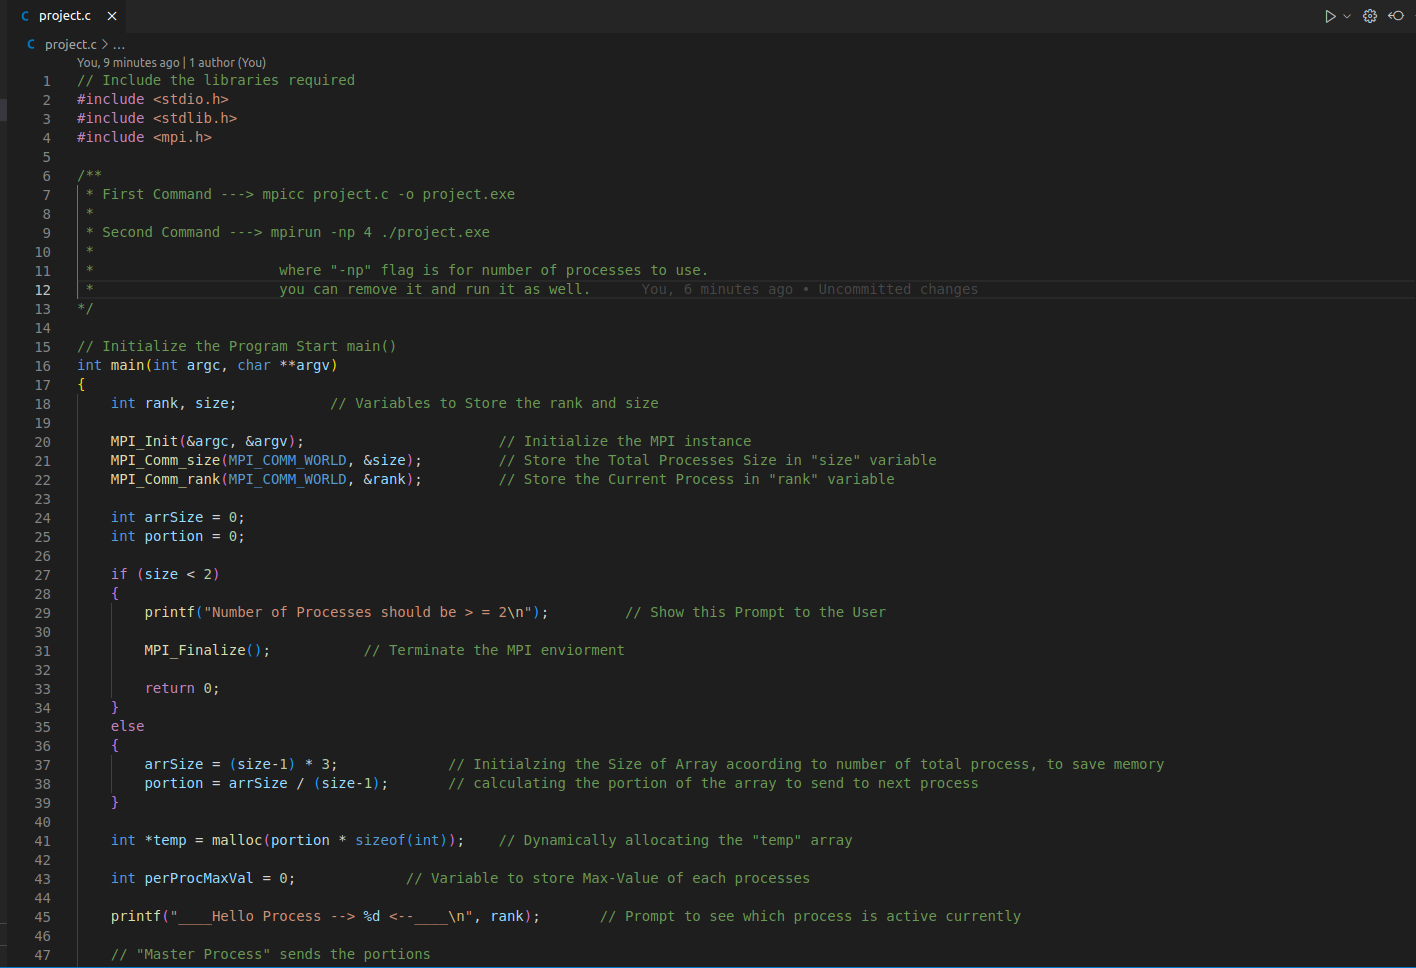 C project.c ×
C project.c > ...
You, 9 minutes ago | 1 author (You)
1 // Include the libraries required
2 #include <stdio.h>
3 #include <stdlib.h>
4 #include <mpi.h>
5
6 /**
7  * First Command ---> mpicc project.c -o project.exe
8  *
9  * Second Command ---> mpirun -np 4 ./project.exe
10  *
11  *                      where "-np" flag is for number of processes to use.
12  *                      you can remove it and run it as well.      You, 6 minutes ago • Uncommitted changes
13 */
14
15 // Initialize the Program Start main()
16 int main(int argc, char **argv)
17 {
18     int rank, size;           // Variables to Store the rank and size
19
20     MPI_Init(&argc, &argv);                       // Initialize the MPI instance
21     MPI_Comm_size(MPI_COMM_WORLD, &size);         // Store the Total Processes Size in "size" variable
22     MPI_Comm_rank(MPI_COMM_WORLD, &rank);         // Store the Current Process in "rank" variable
23
24     int arrSize = 0;
25     int portion = 0;
26
27     if (size < 2)
28     {
29         printf("Number of Processes should be > = 2\n");         // Show this Prompt to the User
30
31         MPI_Finalize();           // Terminate the MPI enviorment
32
33         return 0;
34     }
35     else
36     {
37         arrSize = (size-1) * 3;             // Initialzing the Size of Array acoording to number of total process, to save memory
38         portion = arrSize / (size-1);       // calculating the portion of the array to send to next process
39     }
40
41     int *temp = malloc(portion * sizeof(int));    // Dynamically allocating the "temp" array
42
43     int perProcMaxVal = 0;             // Variable to store Max-Value of each processes
44
45     printf("____Hello Process --> %d <--____\n", rank);       // Prompt to see which process is active currently
46
47     // "Master Process" sends the portions